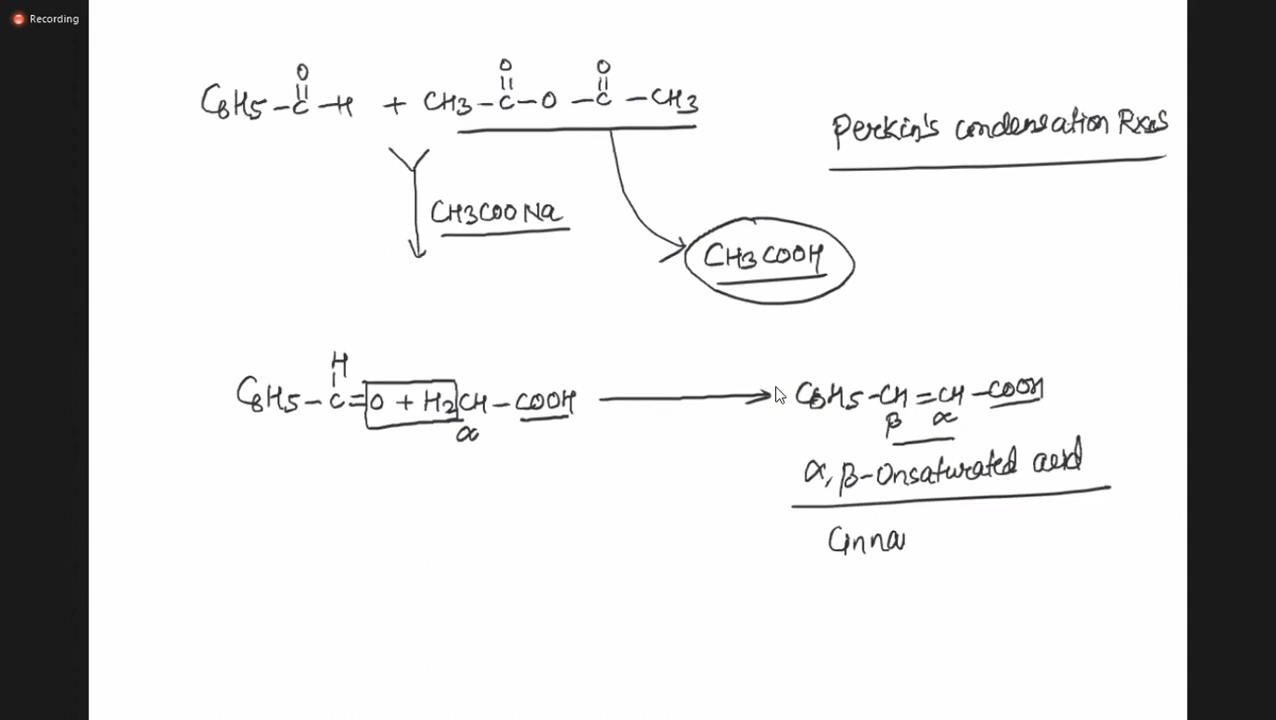 Recording
O O O
C6H5-C-H + CH3-C-O-C-CH3
Perkin's condensation Rxns
CH3COONa
CH3COOH
H
C6H5-C=O + H2CH-COOH → C6H5-CH=CH-COOH
α β α
α, β-Unsaturated acid
Cinna